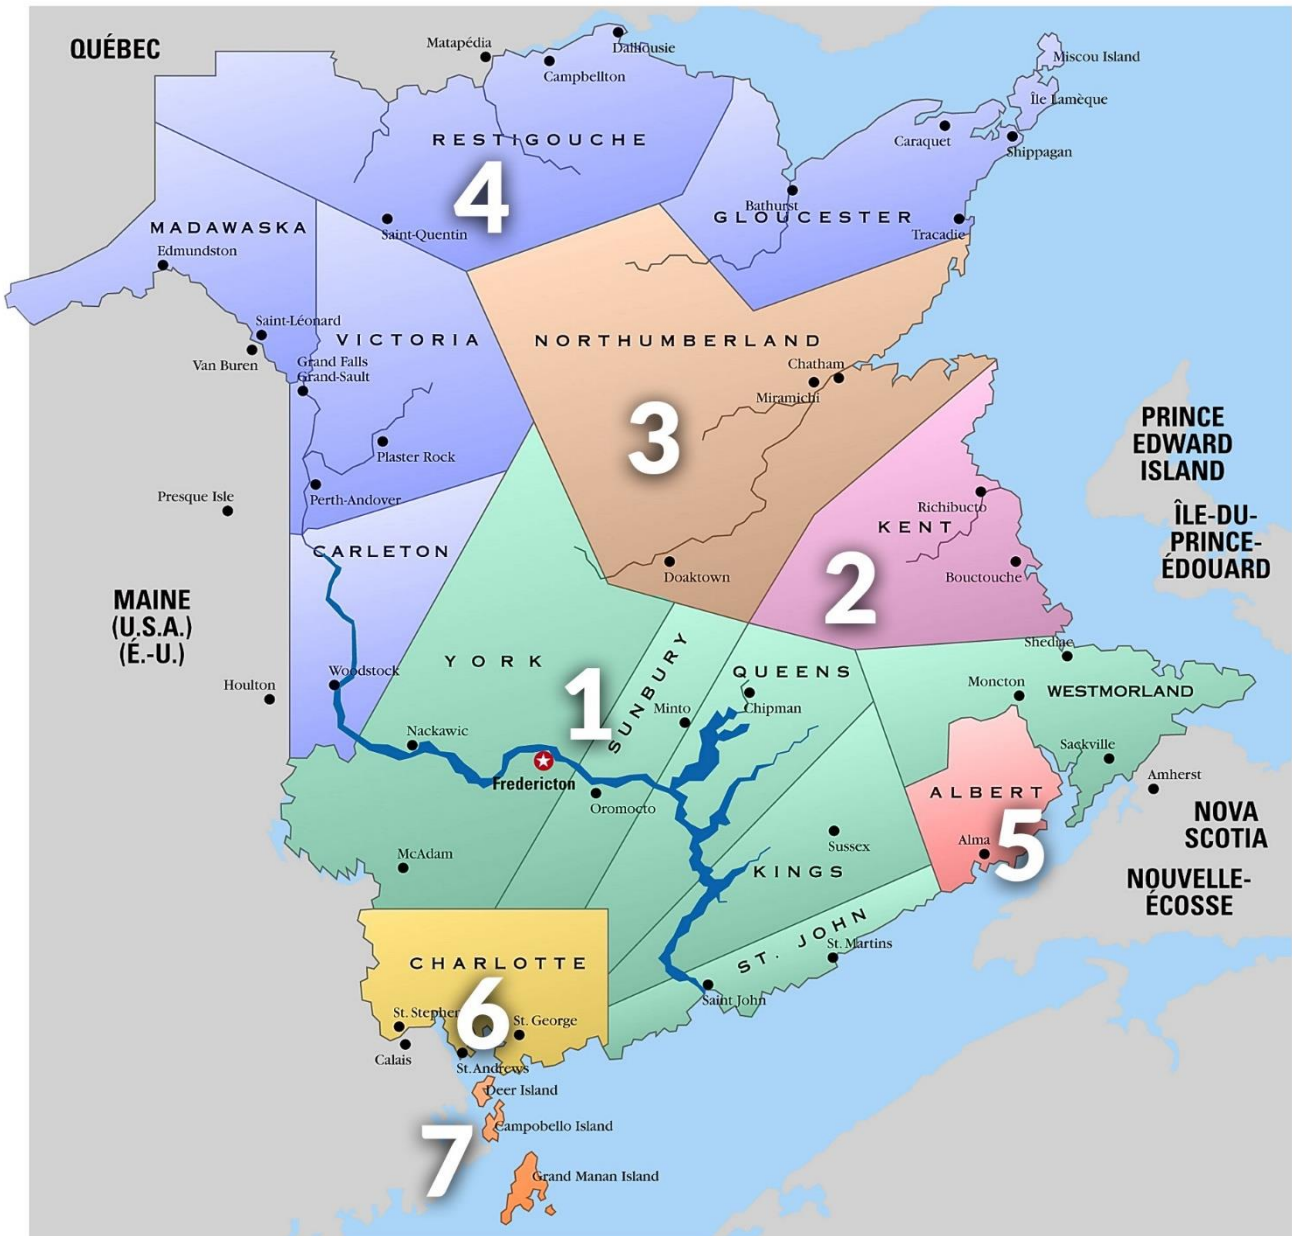 QUÉBEC
Matapédia
Dalhousie
Campbellton
Miscou Island
Île Lamèque
RESTIGOUCHE
Caraquet
Shippagan
4
Bathurst
MADAWASKA
Saint-Quentin
GLOUCESTER
Tracadie
Edmundston
Saint-Léonard
Van Buren
VICTORIA
NORTHUMBERLAND
Grand Falls
Grand-Sault
Chatham
Miramichi
3
PRINCE
EDWARD
ISLAND
Plaster Rock
Presque Isle
Perth-Andover
Richibucto
KENT
ÎLE-DU-
PRINCE-
ÉDOUARD
CARLETON
Doaktown
2
Bouctouche
MAINE
(U.S.A.)
(É.-U.)
Shediac
YORK
1
SUNBURY
QUEENS
Houlton
Woodstock
Moncton
WESTMORLAND
Minto
Chipman
Nackawic
Sackville
Fredericton
Oromocto
ALBERT
Amherst
NOVA
SCOTIA
5
Alma
Sussex
McAdam
KINGS
NOUVELLE-
ÉCOSSE
CHARLOTTE
ST. JOHN
St. Martins
Saint John
6
St. Stephen
St. George
Calais
St. Andrews
Deer Island
Campobello Island
7
Grand Manan Island